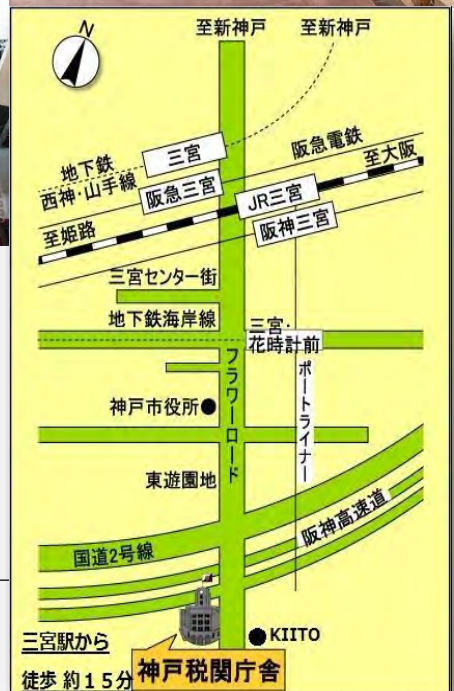 N
至新神戸
至新神戸
地下鉄
西神・山手線
三宮
阪急電鉄
至大阪
阪急三宮
JR三宮
至姫路
阪神三宮
三宮センター街
地下鉄海岸線
三宮・
花時計前
フラワーロード
ポートライナー
神戸市役所
東遊園地
阪神高速道
国道2号線
KIITO
三宮駅から
徒歩 約15分
神戸税関庁舎